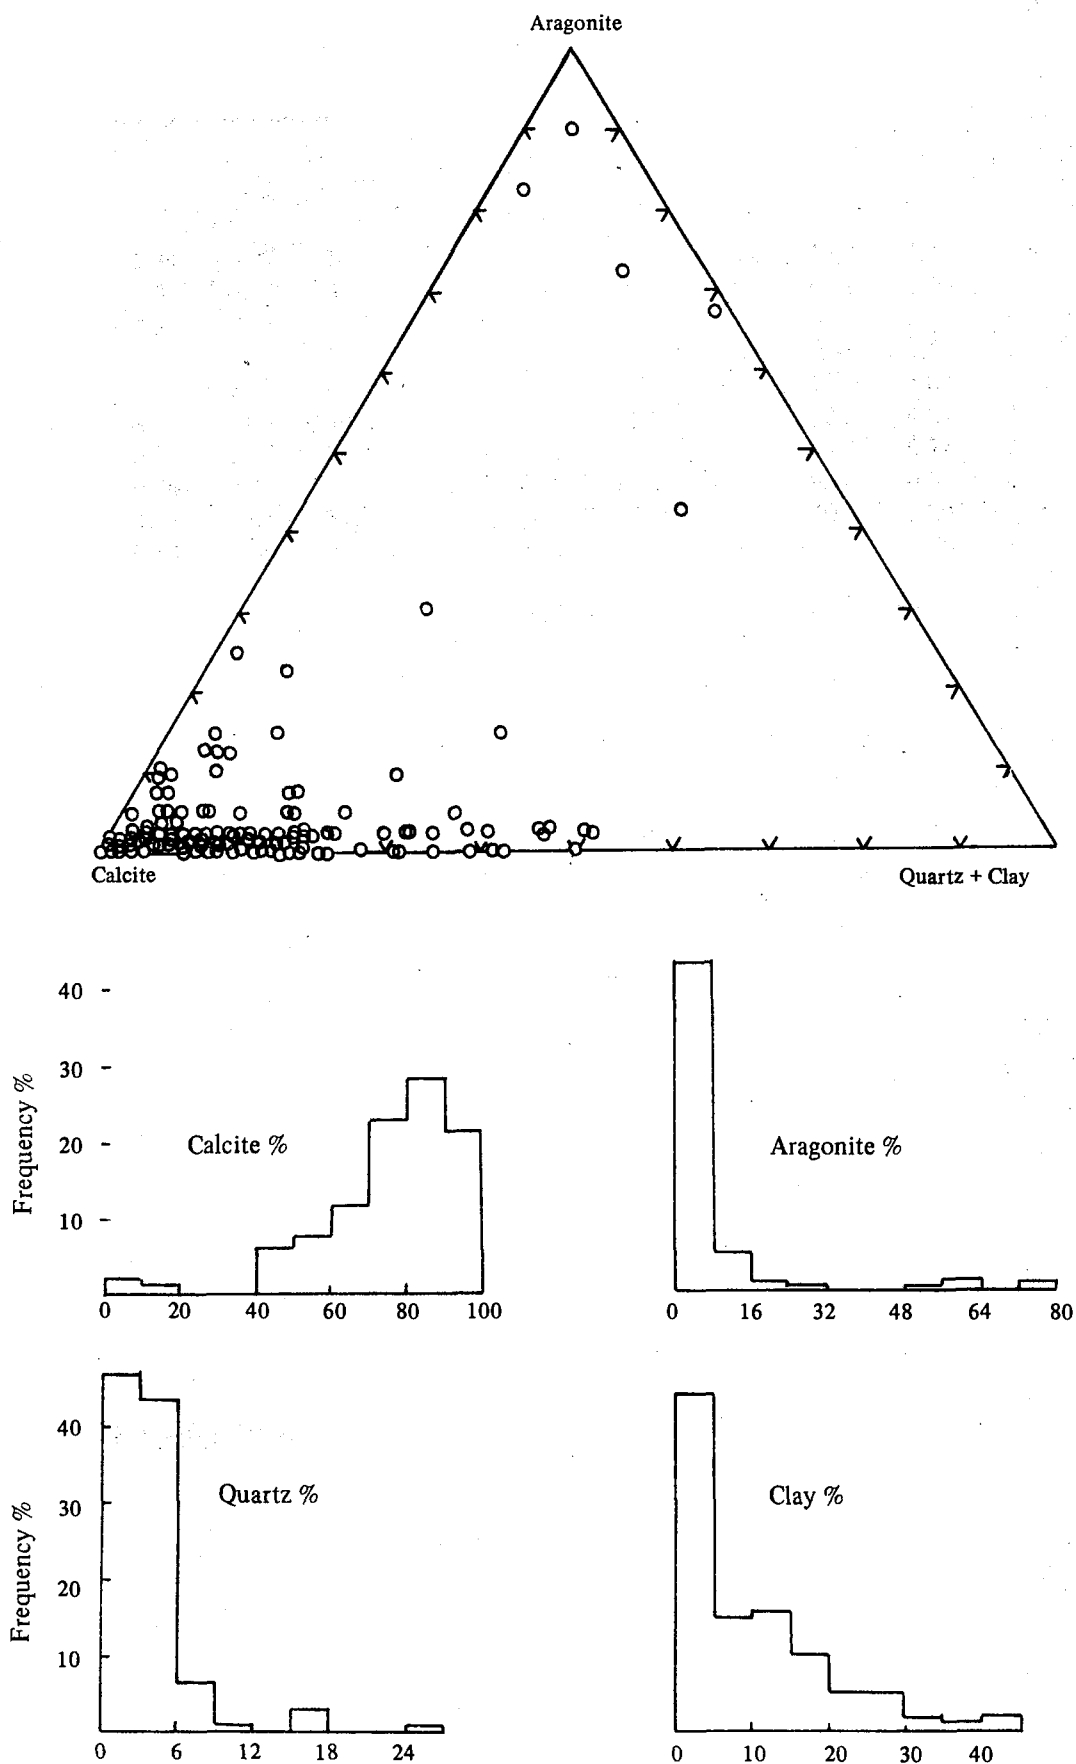 Aragonite
Calcite
Quartz + Clay
40
30
20
10
Frequency %
Calcite %
0 20 40 60 80 100
Aragonite %
0 16 32 48 64 80
40
30
20
10
Frequency %
Quartz %
0 6 12 18 24
Clay %
0 10 20 30 40